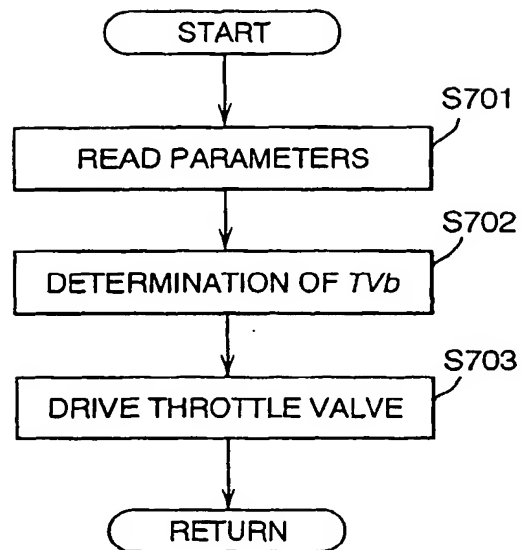 START
S701
READ PARAMETERS
S702
DETERMINATION OF TVb
S703
DRIVE THROTTLE VALVE
RETURN